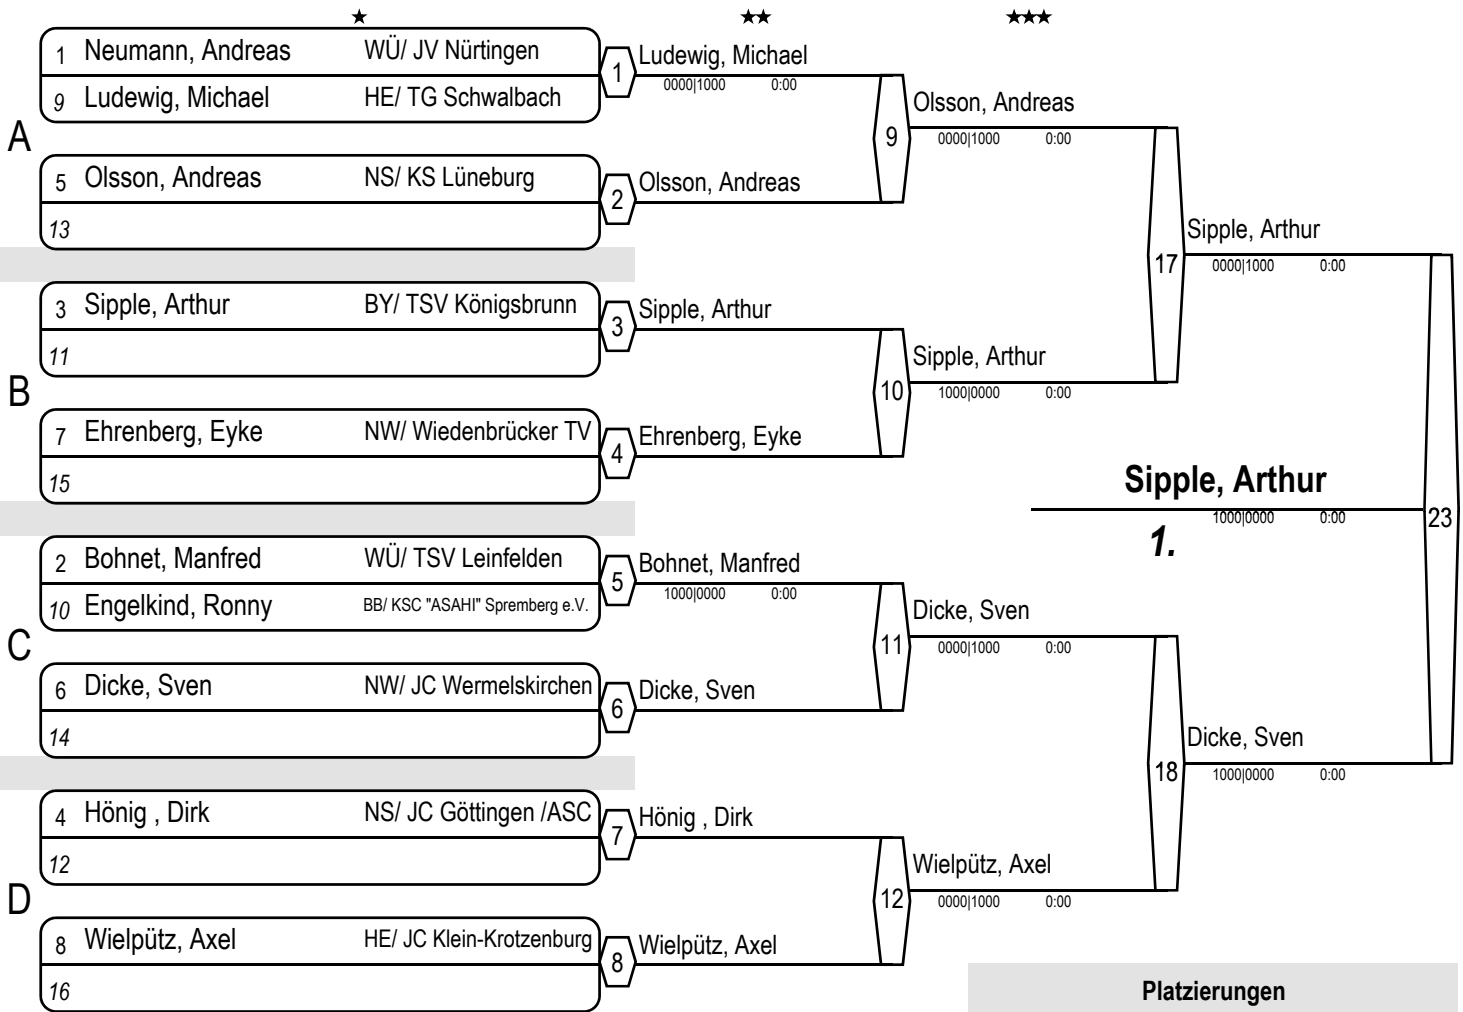 ★ ★★ ★★★
A
1 Neumann, Andreas WÜ/ JV Nürtingen
9 Ludewig, Michael HE/ TG Schwalbach
5 Olsson, Andreas NS/ KS Lüneburg
13
B
3 Sipple, Arthur BY/ TSV Königsbrunn
11
7 Ehrenberg, Eyke NW/ Wiedenbrücker TV
15
C
2 Bohnet, Manfred WÜ/ TSV Leinfelden
10 Engelkind, Ronny BB/ KSC "ASAHI" Spremberg e.V.
6 Dicke, Sven NW/ JC Wermelskirchen
14
D
4 Hönig , Dirk NS/ JC Göttingen /ASC
12
8 Wielpütz, Axel HE/ JC Klein-Krotzenburg
16
1 Ludewig, Michael
0000|1000 0:00
2 Olsson, Andreas
3 Sipple, Arthur
4 Ehrenberg, Eyke
5 Bohnet, Manfred
1000|0000 0:00
6 Dicke, Sven
7 Hönig , Dirk
8 Wielpütz, Axel
9 Olsson, Andreas
0000|1000 0:00
10 Sipple, Arthur
1000|0000 0:00
11 Dicke, Sven
0000|1000 0:00
12 Wielpütz, Axel
0000|1000 0:00
17 Sipple, Arthur
0000|1000 0:00
18 Dicke, Sven
1000|0000 0:00
23
Sipple, Arthur
1000|0000 0:00
1.
Platzierungen